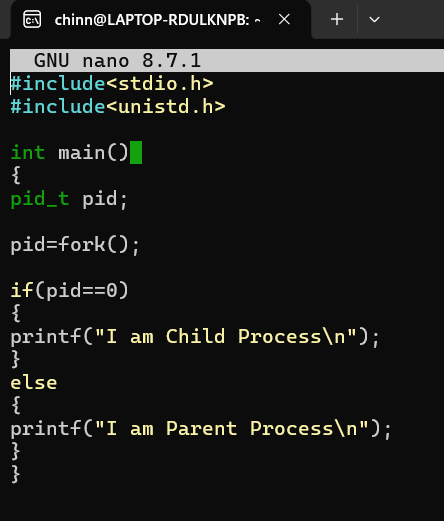 chinn@LAPTOP-RDULKNPB: ~
GNU nano 8.7.1
#include<stdio.h>
#include<unistd.h>
int main()
{
pid_t pid;
pid=fork();
if(pid==0)
{
printf("I am Child Process\n");
}
else
{
printf("I am Parent Process\n");
}
}